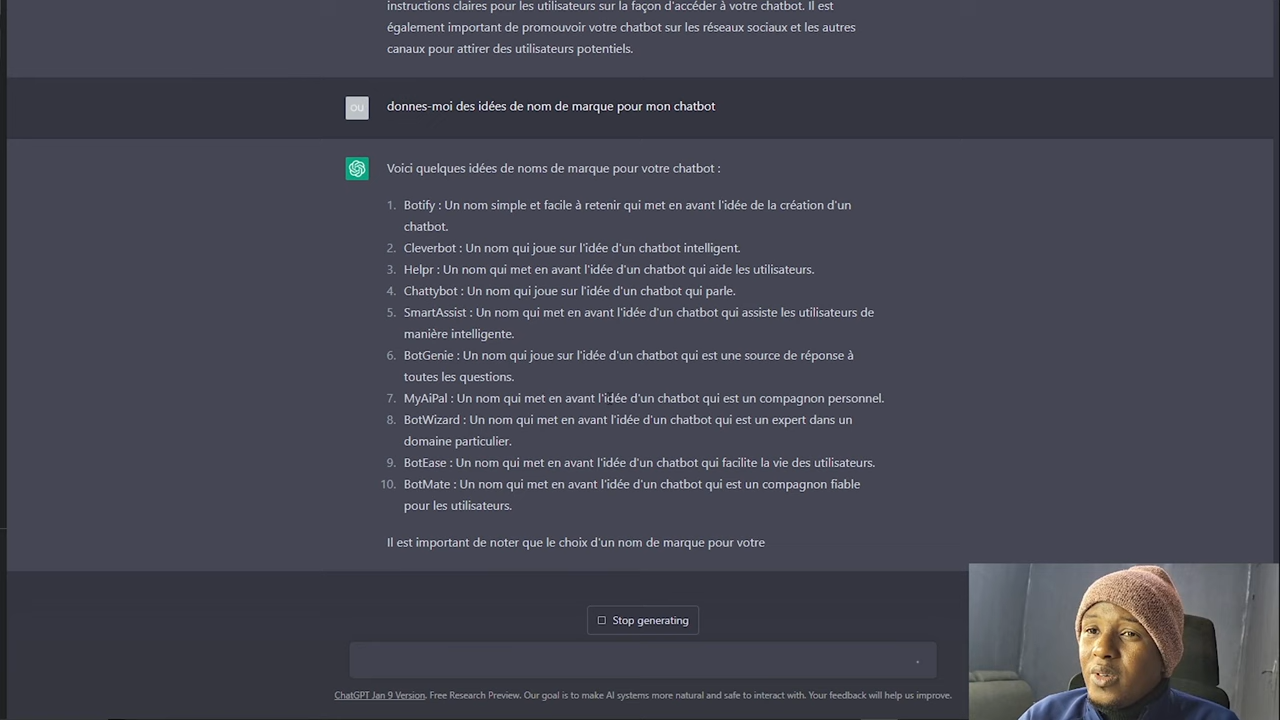 instructions claires pour les utilisateurs sur la façon d'accéder à votre chatbot. Il est
également important de promouvoir votre chatbot sur les réseaux sociaux et les autres
canaux pour attirer des utilisateurs potentiels.
OU
donnes-moi des idées de nom de marque pour mon chatbot
Voici quelques idées de noms de marque pour votre chatbot :
1. Botify : Un nom simple et facile à retenir qui met en avant l'idée de la création d'un
chatbot.
2. Cleverbot : Un nom qui joue sur l'idée d'un chatbot intelligent.
3. Helpr : Un nom qui met en avant l'idée d'un chatbot qui aide les utilisateurs.
4. Chattybot : Un nom qui joue sur l'idée d'un chatbot qui parle.
5. SmartAssist : Un nom qui met en avant l'idée d'un chatbot qui assiste les utilisateurs de
manière intelligente.
6. BotGenie : Un nom qui joue sur l'idée d'un chatbot qui est une source de réponse à
toutes les questions.
7. MyAiPal : Un nom qui met en avant l'idée d'un chatbot qui est un compagnon personnel.
8. BotWizard : Un nom qui met en avant l'idée d'un chatbot qui est un expert dans un
domaine particulier.
9. BotEase : Un nom qui met en avant l'idée d'un chatbot qui facilite la vie des utilisateurs.
10. BotMate : Un nom qui met en avant l'idée d'un chatbot qui est un compagnon fiable
pour les utilisateurs.
Il est important de noter que le choix d'un nom de marque pour votre
Stop generating
ChatGPT Jan 9 Version. Free Research Preview. Our goal is to make AI systems more natural and safe to interact with. Your feedback will help us improve.